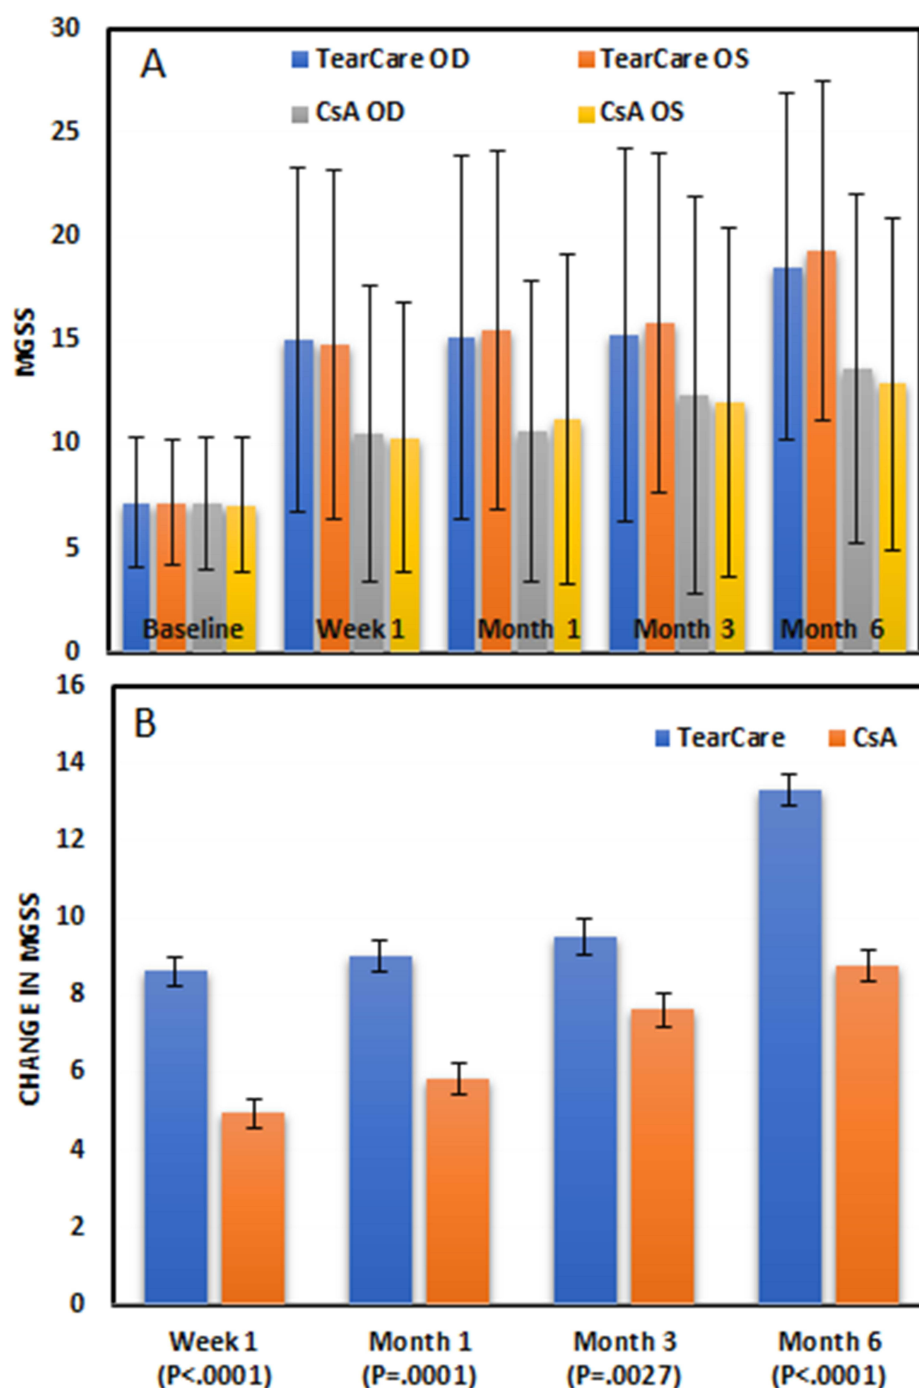 30
A
TearCare OD
TearCare OS
CsA OD
CsA OS
25
20
MGSS
15
10
5
0
Baseline
Week 1
Month 1
Month 3
Month 6
16
B
TearCare
CsA
14
12
10
CHANGE IN MGSS
8
6
4
2
0
Week 1
Month 1
Month 3
Month 6
(P<.0001)
(P=.0001)
(P=.0027)
(P<.0001)